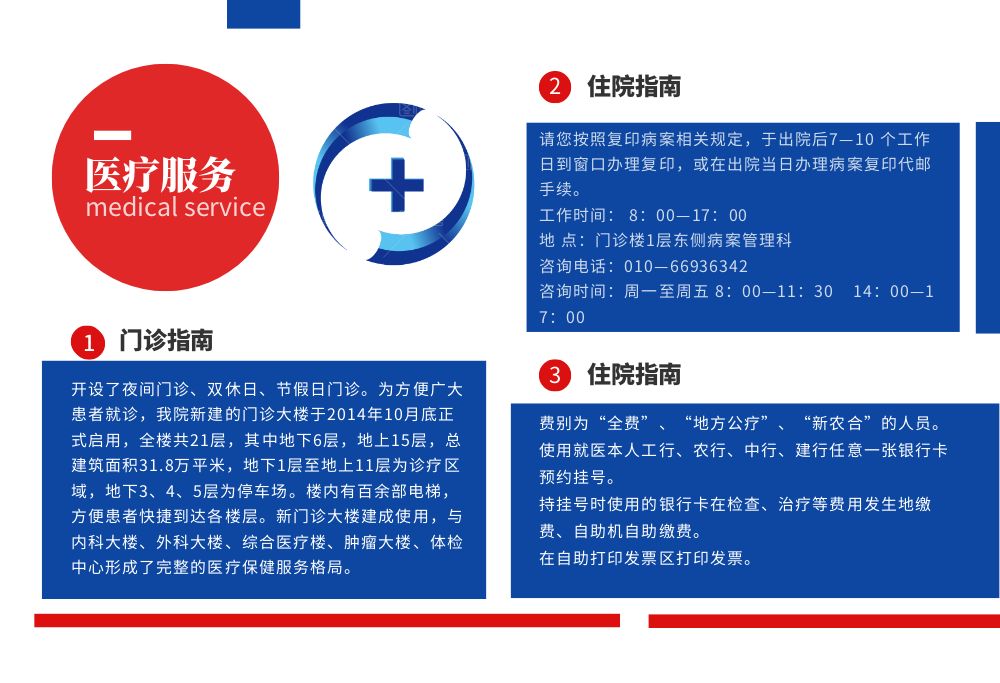 医疗服务
medical service
1 门诊指南
开设了夜间门诊、双休日、节假日门诊。为方便广大
患者就诊，我院新建的门诊大楼于2014年10月底正
式启用，全楼共21层，其中地下6层，地上15层，总
建筑面积31.8万平米，地下1层至地上11层为诊疗区
域，地下3、4、5层为停车场。楼内有百余部电梯，
方便患者快捷到达各楼层。新门诊大楼建成使用，与
内科大楼、外科大楼、综合医疗楼、肿瘤大楼、体检
中心形成了完整的医疗保健服务格局。
2 住院指南
请您按照复印病案相关规定，于出院后7—10 个工作
日到窗口办理复印，或在出院当日办理病案复印代邮
手续。
工作时间： 8：00—17：00
地 点：门诊楼1层东侧病案管理科
咨询电话：010—66936342
咨询时间：周一至周五 8：00—11：30 14：00—1
7：00
3 住院指南
费别为“全费”、“地方公疗”、“新农合”的人员。
使用就医本人工行、农行、中行、建行任意一张银行卡
预约挂号。
持挂号时使用的银行卡在检查、治疗等费用发生地缴
费、自助机自助缴费。
在自助打印发票区打印发票。